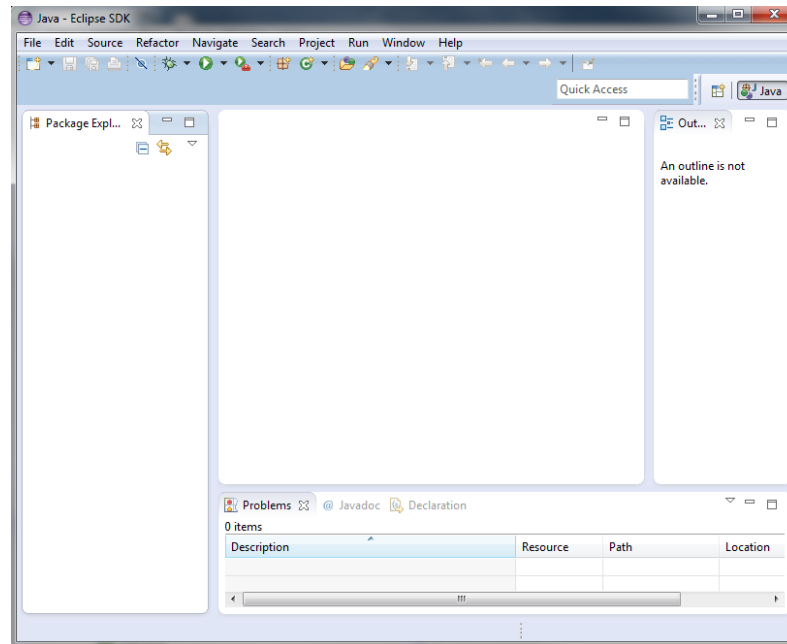 Java - Eclipse SDK
File Edit Source Refactor Navigate Search Project Run Window Help
Quick Access
Java
Package Expl...
Out...
An outline is not
available.
Problems @ Javadoc Declaration
0 items
Description Resource Path Location